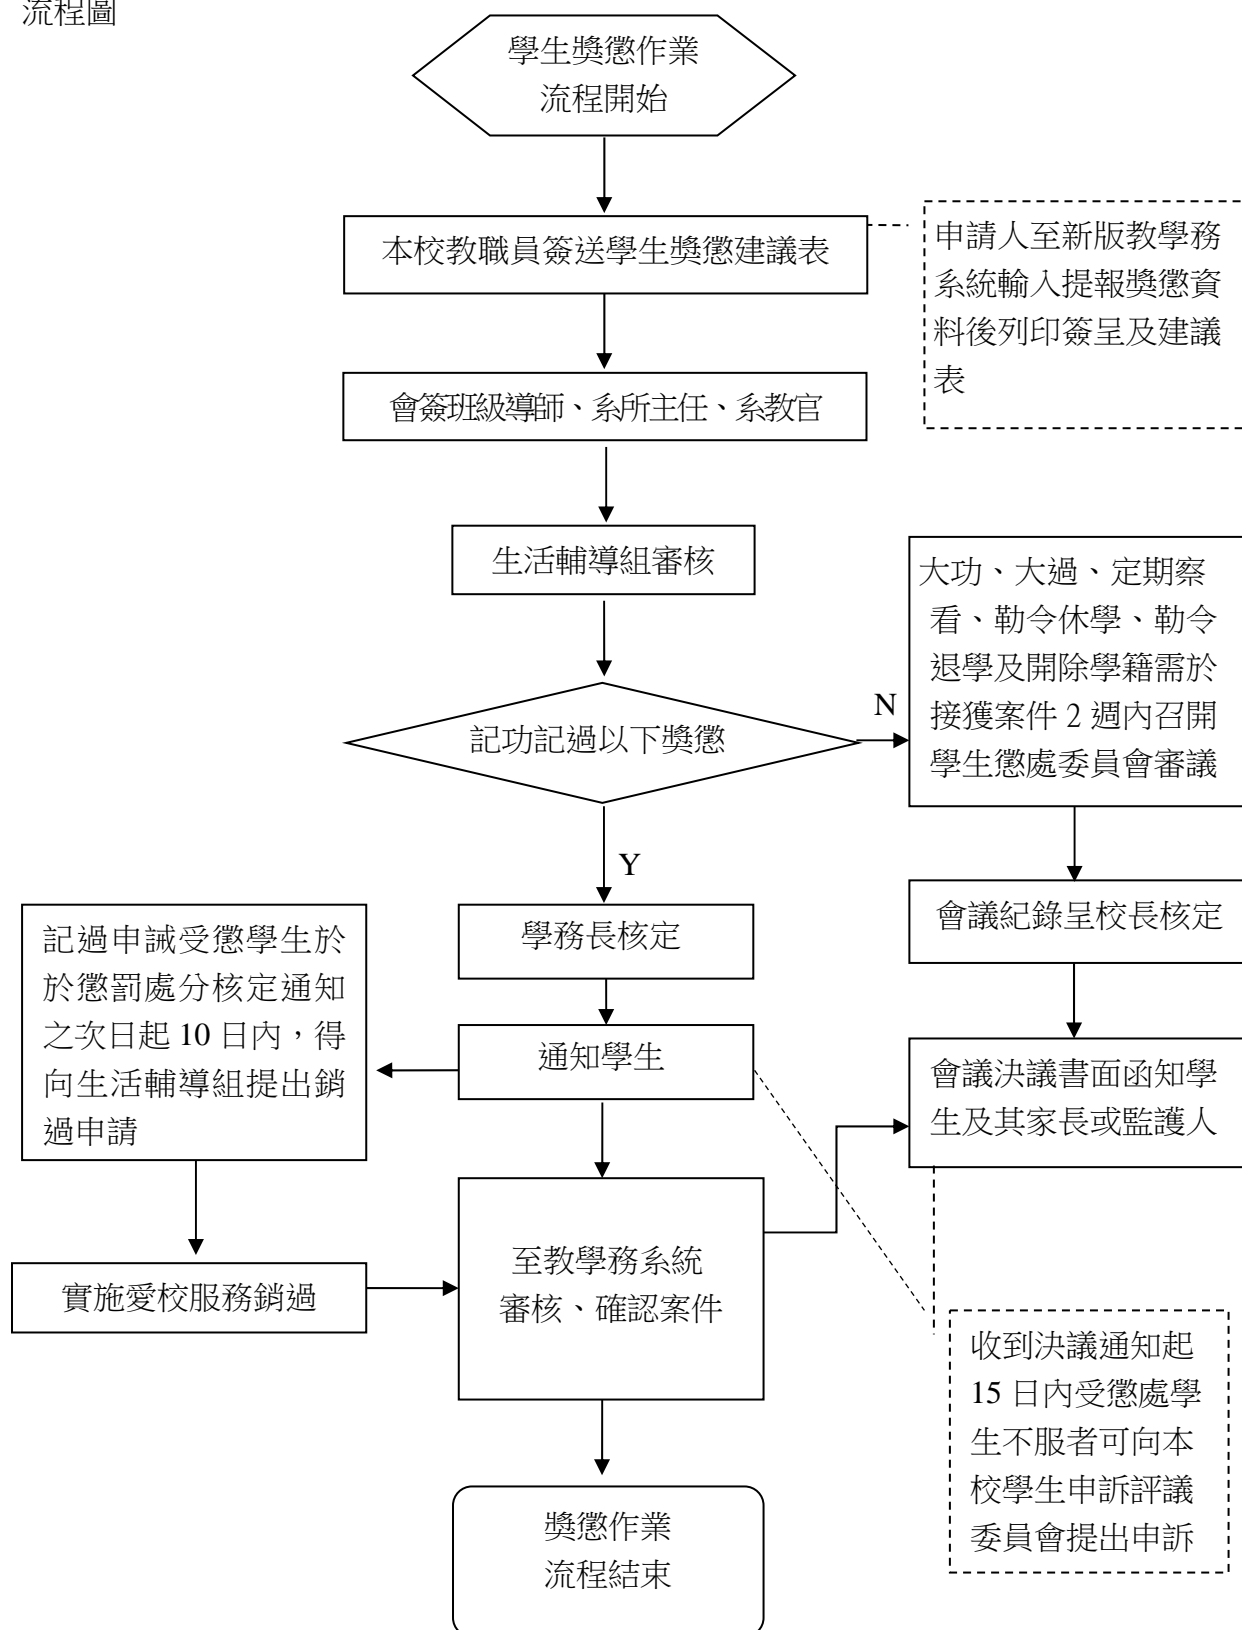 流程圖
學生獎懲作業
流程開始
本校教職員簽送學生獎懲建議表
申請人至新版教學務
系統輸入提報獎懲資
料後列印簽呈及建議
表
會簽班級導師、系所主任、系教官
生活輔導組審核
大功、大過、定期察
看、勒令休學、勒令
退學及開除學籍需於
接獲案件 2 週內召開
學生懲處委員會審議
記功記過以下獎懲
N
Y
學務長核定
會議紀錄呈校長核定
記過申誡受懲學生於
於懲罰處分核定通知
之次日起 10 日內，得
向生活輔導組提出銷
過申請
通知學生
會議決議書面函知學
生及其家長或監護人
至教學務系統
審核、確認案件
實施愛校服務銷過
收到決議通知起
15 日內受懲處學
生不服者可向本
校學生申訴評議
委員會提出申訴
獎懲作業
流程結束